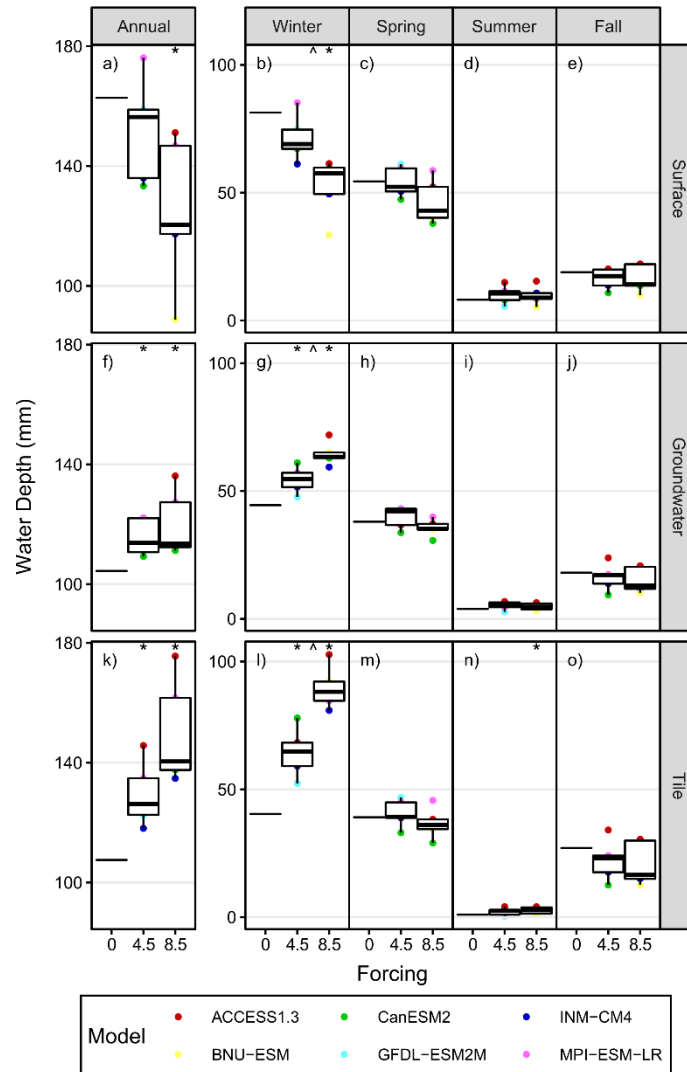 Annual Winter Spring Summer Fall
180 a) * 100 b) ^ * c) d) e)
140 50
100 0
Surface
180 f) * * 100 g) * ^ * h) i) j)
140 50
100 0
Groundwater
180 k) * * 100 l) * ^ * m) n) * o)
140 50
100 0
Tile
Water Depth (mm)
0 4.5 8.5 0 4.5 8.5 0 4.5 8.5 0 4.5 8.5 0 4.5 8.5
Forcing
Model
ACCESS1.3 CanESM2 INM-CM4
BNU-ESM GFDL-ESM2M MPI-ESM-LR